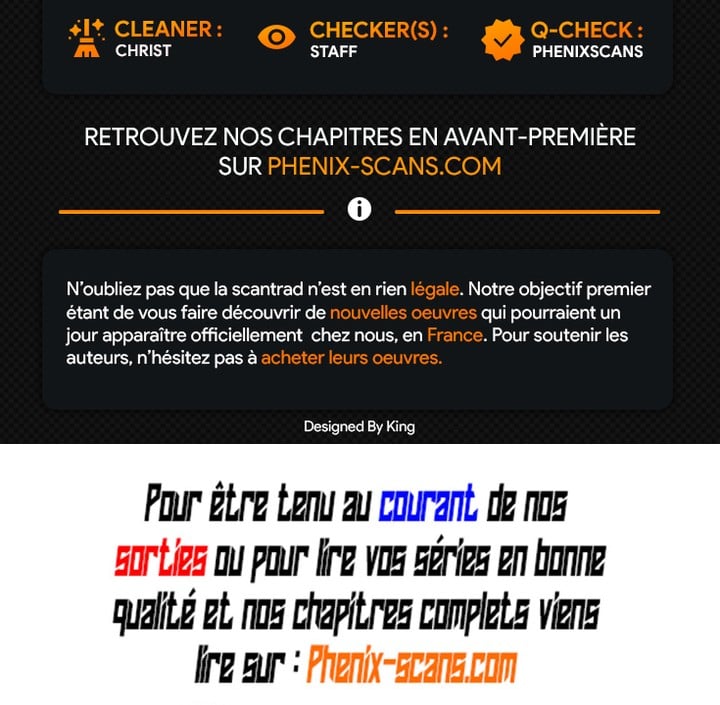 CLEANER :
CHRIST
CHECKER(S) :
STAFF
Q-CHECK :
PHENIXSCANS
RETROUVEZ NOS CHAPITRES EN AVANT-PREMIÈRE
SUR PHENIX-SCANS.COM
N'oubliez pas que la scantrad n'est en rien légale. Notre objectif premier
étant de vous faire découvrir de nouvelles oeuvres qui pourraient un
jour apparaître officiellement chez nous, en France. Pour soutenir les
auteurs, n'hésitez pas à acheter leurs oeuvres.
Designed By King
Pour être tenu au courant de nos
sorties ou pour lire vos séries en bonne
qualité et nos chapitres complets viens
lire sur : Phenix-scans.com